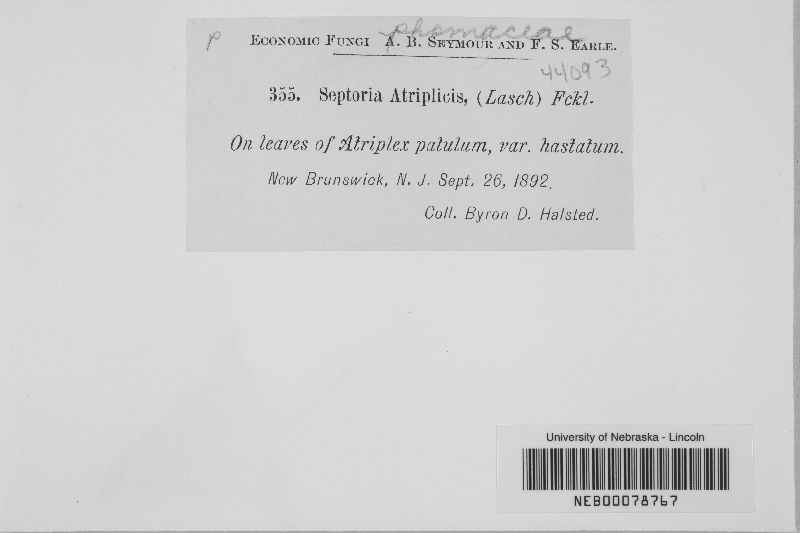 phomaceae
p
ECONOMIC FUNGI A. B. SEYMOUR AND F. S. EARLE.
44093
355. Septoria Atriplicis, (Lasch) Fckl.
On leaves of Atriplex patulum, var. hastatum.
New Brunswick, N. J. Sept. 26, 1892.
Coll. Byron D. Halsted.
University of Nebraska - Lincoln
NEB00078767